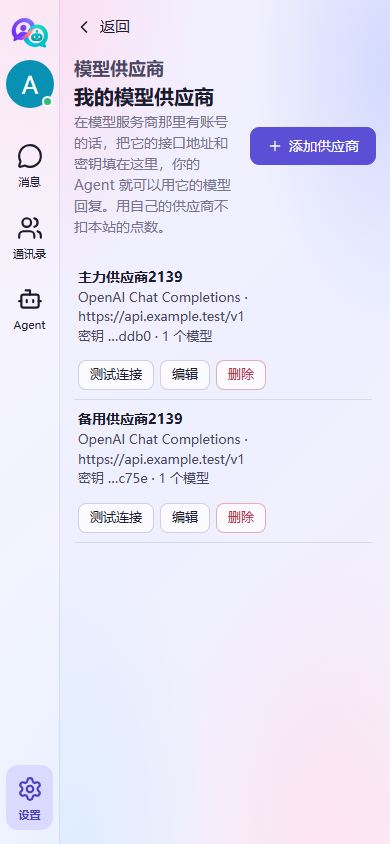 返回
A
模型供应商
我的模型供应商
在模型服务商那里有账号
的话，把它的接口地址和
密钥填在这里，你的
Agent 就可以用它的模型
回复。用自己的供应商不
扣本站的点数。
添加供应商
消息
通讯录
Agent
主力供应商2139
OpenAI Chat Completions ·
https://api.example.test/v1
密钥 ...ddb0 · 1 个模型
测试连接 编辑 删除
备用供应商2139
OpenAI Chat Completions ·
https://api.example.test/v1
密钥 ...c75e · 1 个模型
测试连接 编辑 删除
设置